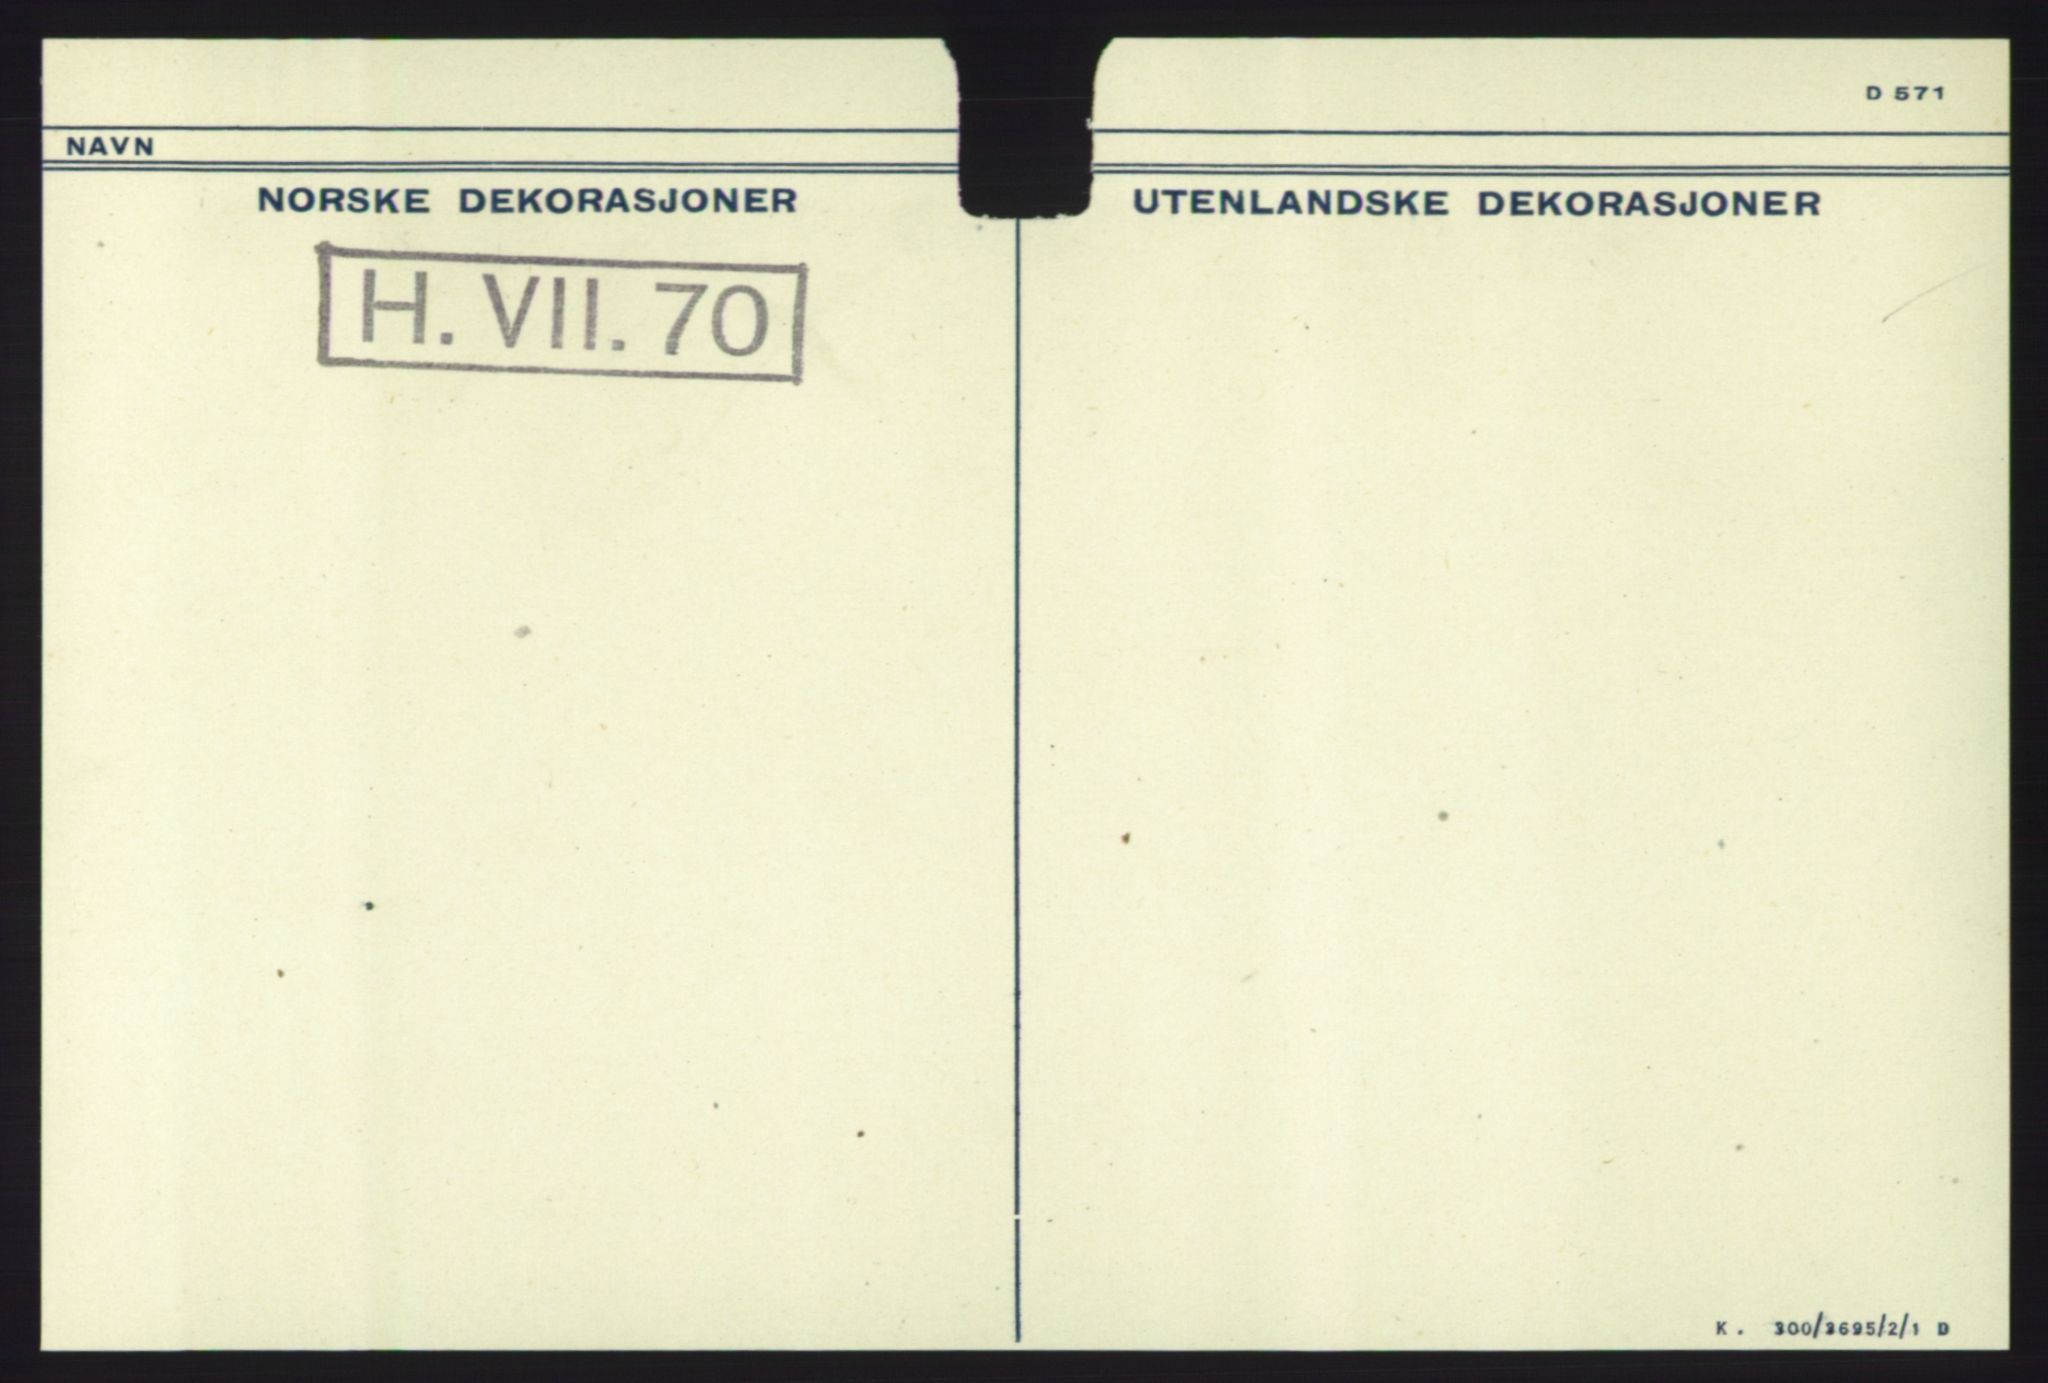 D 571
NAVN
NORSKE DEKORASJONER
UTENLANDSKE DEKORASJONER
H. VII. 70
K. 300/3695/2/1 D